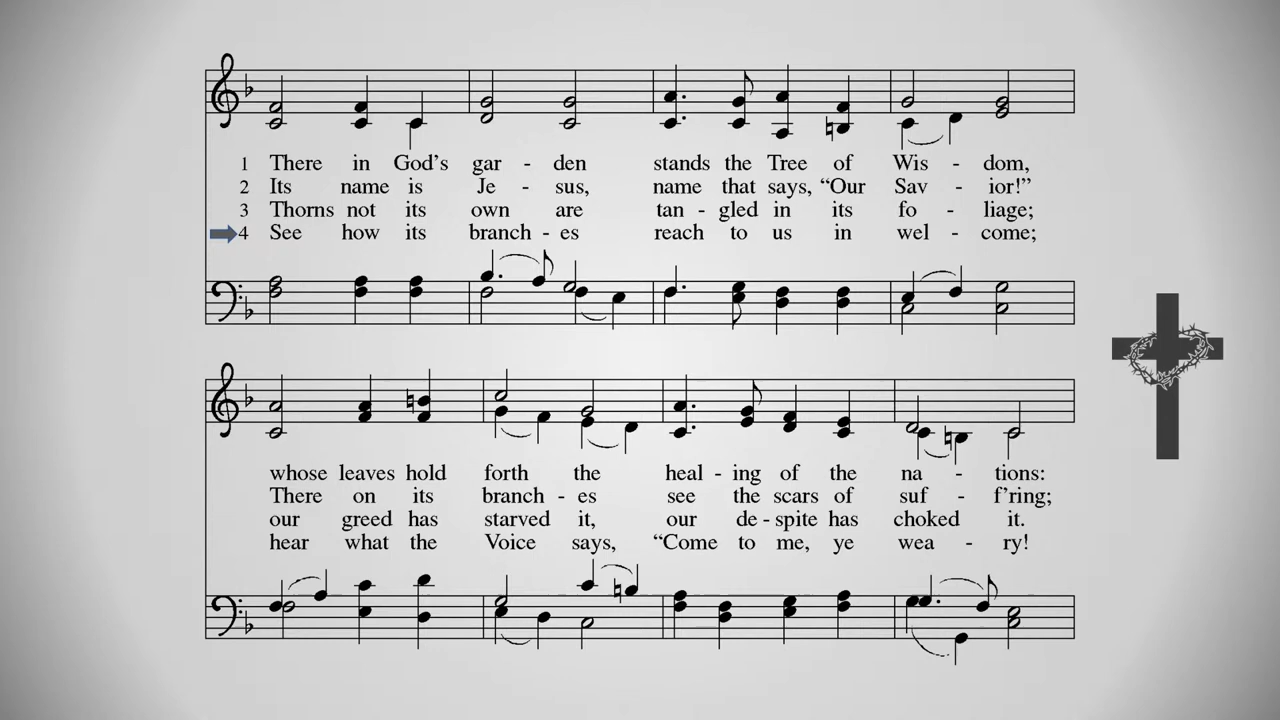 1 There in God's gar - den stands the Tree of Wis - dom,
2 Its name is Je - sus, name that says, “Our Sav - ior!”
3 Thorns not its own are tan - gled in its fo - liage;
4 See how its branch - es reach to us in wel - come;
whose leaves hold forth the heal - ing of the na - tions:
There on its branch - es see the scars of suf - f'ring;
our greed has starved it, our de - spite has choked it.
hear what the Voice says, “Come to me, ye wea - ry!